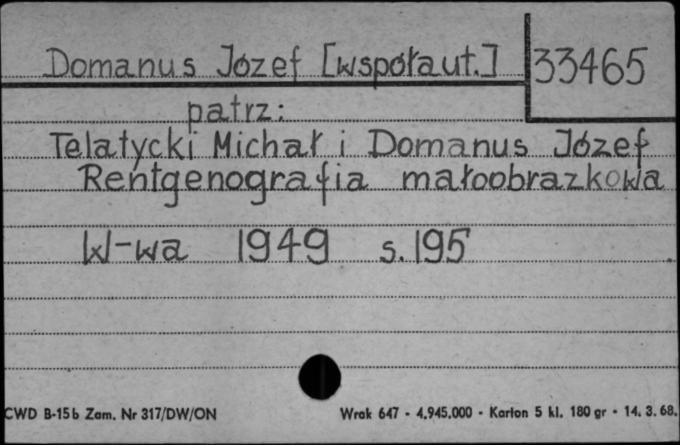 Domanus Józef [współaut.] 33465
patrz:
Telatycki Michał i Domanus Józef
Rentgenografia małoobrazkowa
W-wa 1949 s. 195
CWD B-15b Zam. Nr 317/DW/ON Wrak 647 - 4.945.000 - Karton 5 kl. 180 gr - 14. 3. 68.